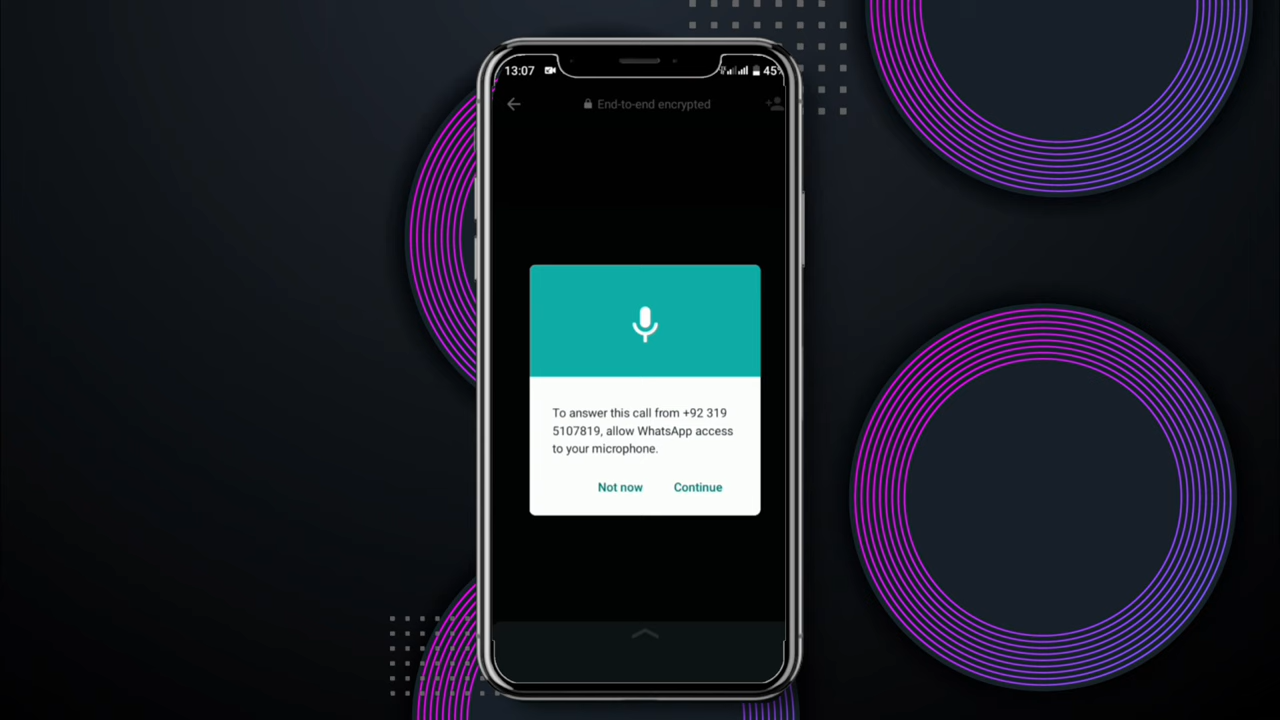 13:07
45%
End-to-end encrypted
To answer this call from +92 319
5107819, allow WhatsApp access
to your microphone.
Not now
Continue